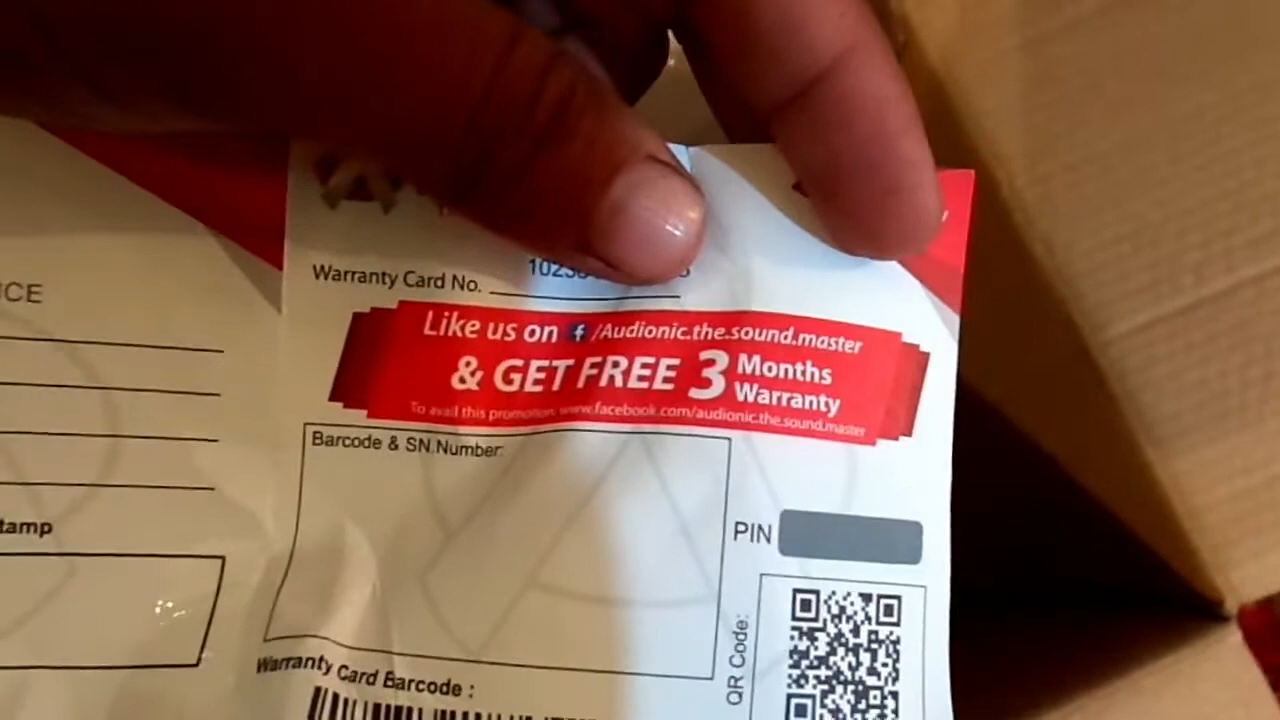 ICE
tamp
Warranty Card No.
Like us on f /Audionic.the.sound.master
& GET FREE 3 Months Warranty
To avail this promotion www.facebook.com/audionic.the.sound.master
Barcode & SN.Number:
PIN
QR Code:
Warranty Card Barcode :